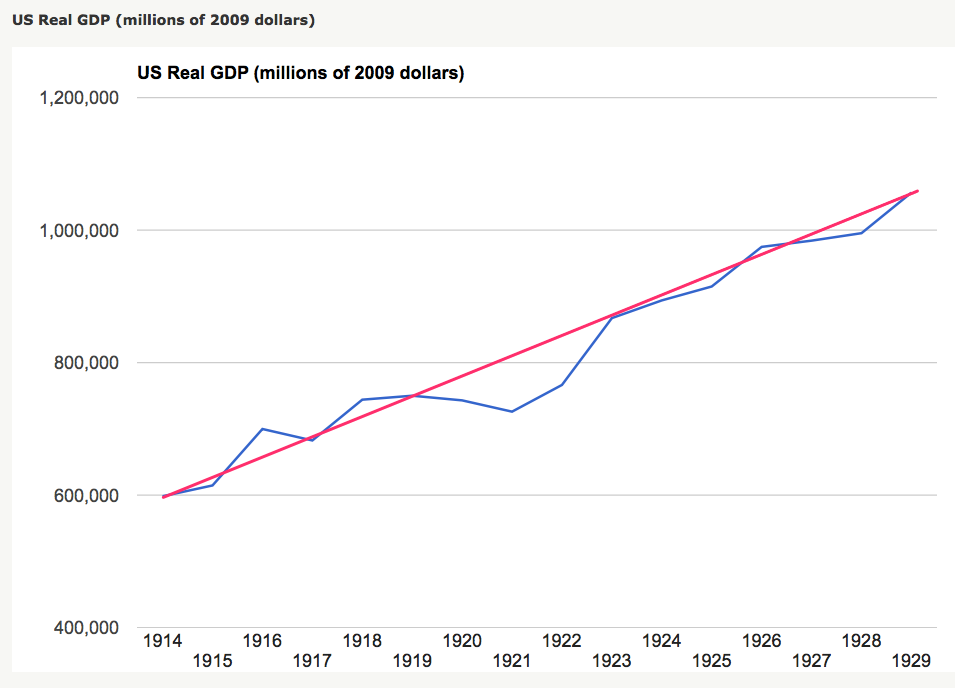 US Real GDP (millions of 2009 dollars)
US Real GDP (millions of 2009 dollars)
1,200,000
1,000,000
800,000
600,000
400,000
1914 1916 1918 1920 1922 1924 1926 1928
1915 1917 1919 1921 1923 1925 1927 1929